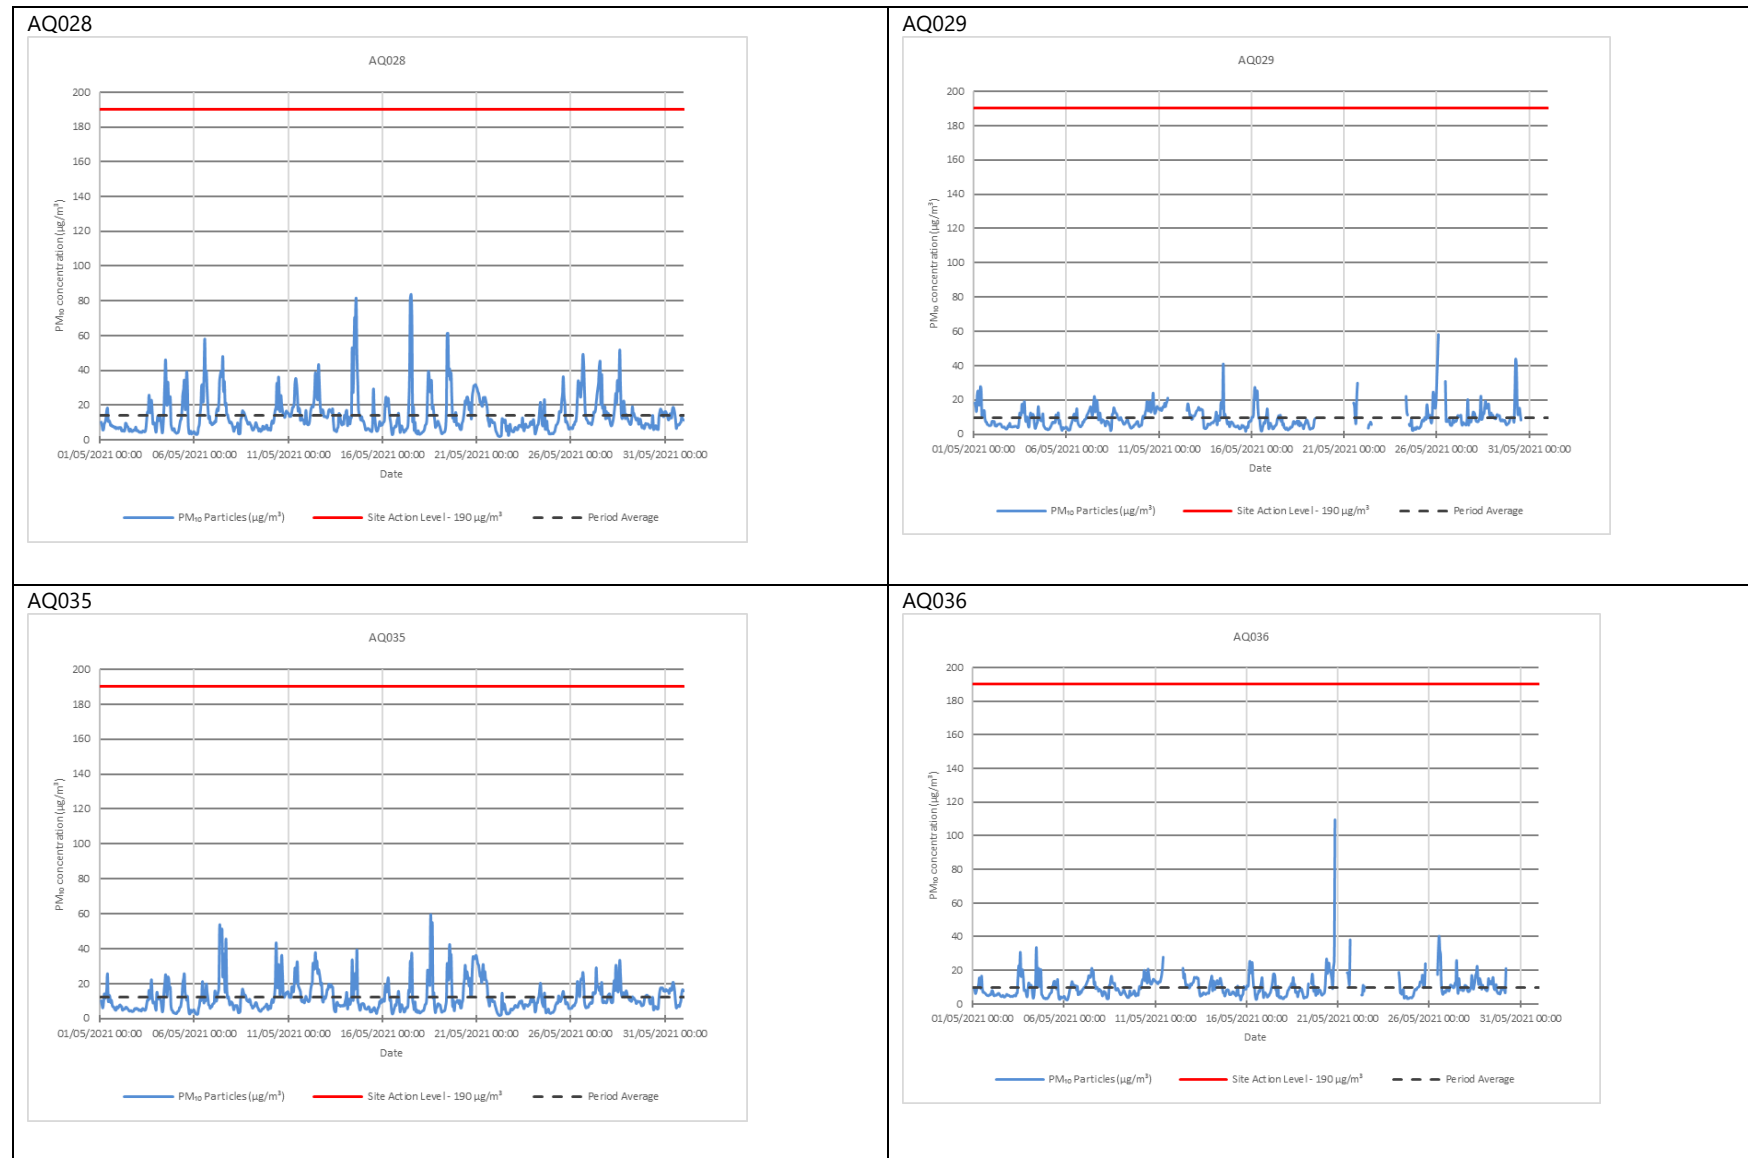 AQ028
AQ028
200
180
160
140
120
100
80
60
40
20
0
PM₁₀ concentration (µg/m³)
01/05/2021 00:00 06/05/2021 00:00 11/05/2021 00:00 16/05/2021 00:00 21/05/2021 00:00 26/05/2021 00:00 31/05/2021 00:00
Date
PM₁₀ Particles (µg/m³) Site Action Level - 190 µg/m³ Period Average
AQ029
AQ029
200
180
160
140
120
100
80
60
40
20
0
PM₁₀ concentration (µg/m³)
01/05/2021 00:00 06/05/2021 00:00 11/05/2021 00:00 16/05/2021 00:00 21/05/2021 00:00 26/05/2021 00:00 31/05/2021 00:00
Date
PM₁₀ Particles (µg/m³) Site Action Level - 190 µg/m³ Period Average
AQ035
AQ035
200
180
160
140
120
100
80
60
40
20
0
PM₁₀ concentration (µg/m³)
01/05/2021 00:00 06/05/2021 00:00 11/05/2021 00:00 16/05/2021 00:00 21/05/2021 00:00 26/05/2021 00:00 31/05/2021 00:00
Date
PM₁₀ Particles (µg/m³) Site Action Level - 190 µg/m³ Period Average
AQ036
AQ036
200
180
160
140
120
100
80
60
40
20
0
PM₁₀ concentration (µg/m³)
01/05/2021 00:00 06/05/2021 00:00 11/05/2021 00:00 16/05/2021 00:00 21/05/2021 00:00 26/05/2021 00:00 31/05/2021 00:00
Date
PM₁₀ Particles (µg/m³) Site Action Level - 190 µg/m³ Period Average